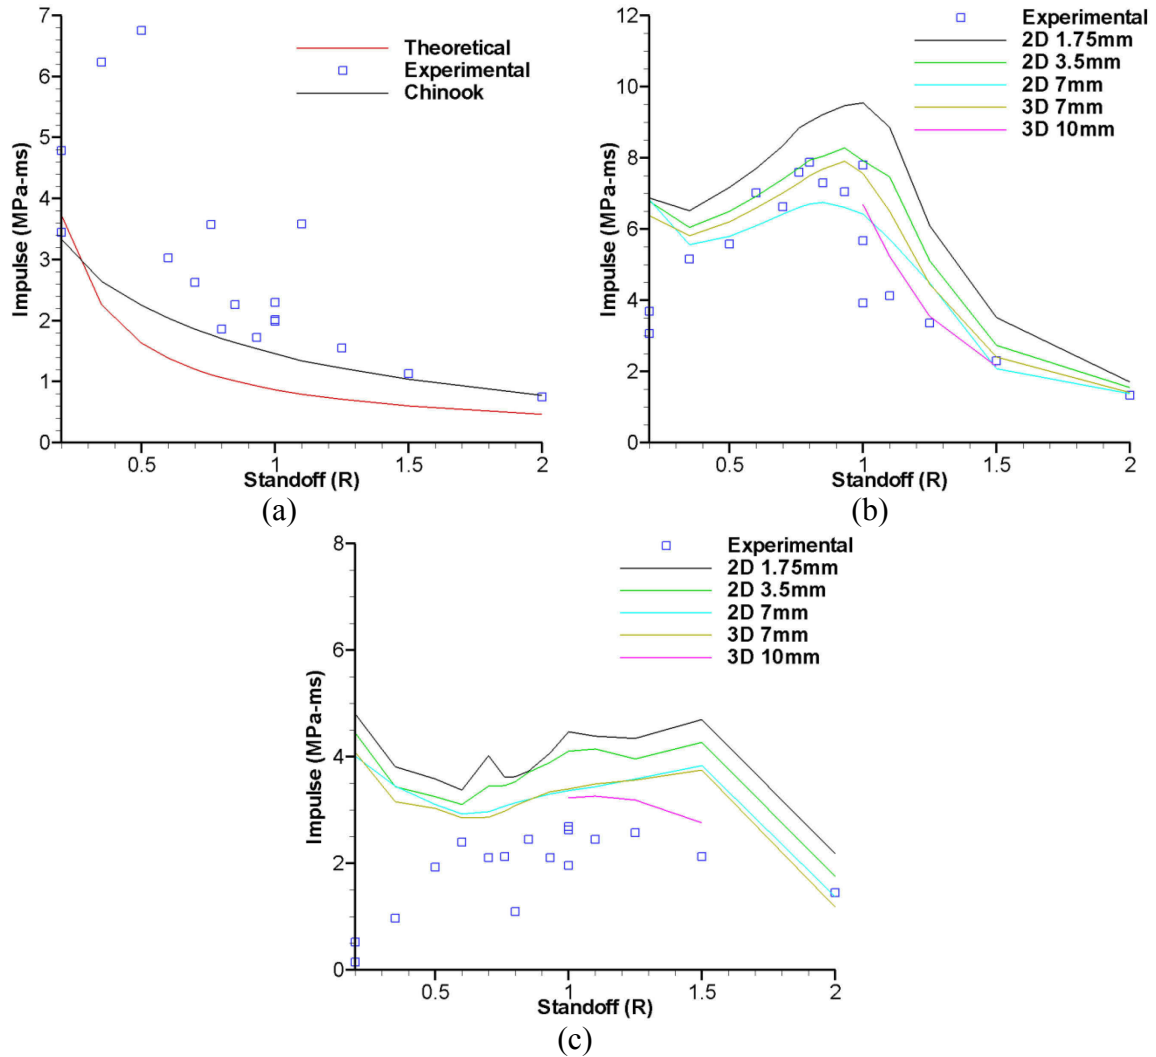 7
6
5
4
3
2
1
0
Impulse (MPa-ms)
0.5
1
1.5
2
Standoff (R)
Theoretical
Experimental
Chinook
(a)
12
10
8
6
4
2
0
Impulse (MPa-ms)
0.5
1
1.5
2
Standoff (R)
Experimental
2D 1.75mm
2D 3.5mm
2D 7mm
3D 7mm
3D 10mm
(b)
8
6
4
2
0
Impulse (MPa-ms)
0.5
1
1.5
2
Standoff (R)
Experimental
2D 1.75mm
2D 3.5mm
2D 7mm
3D 7mm
3D 10mm
(c)